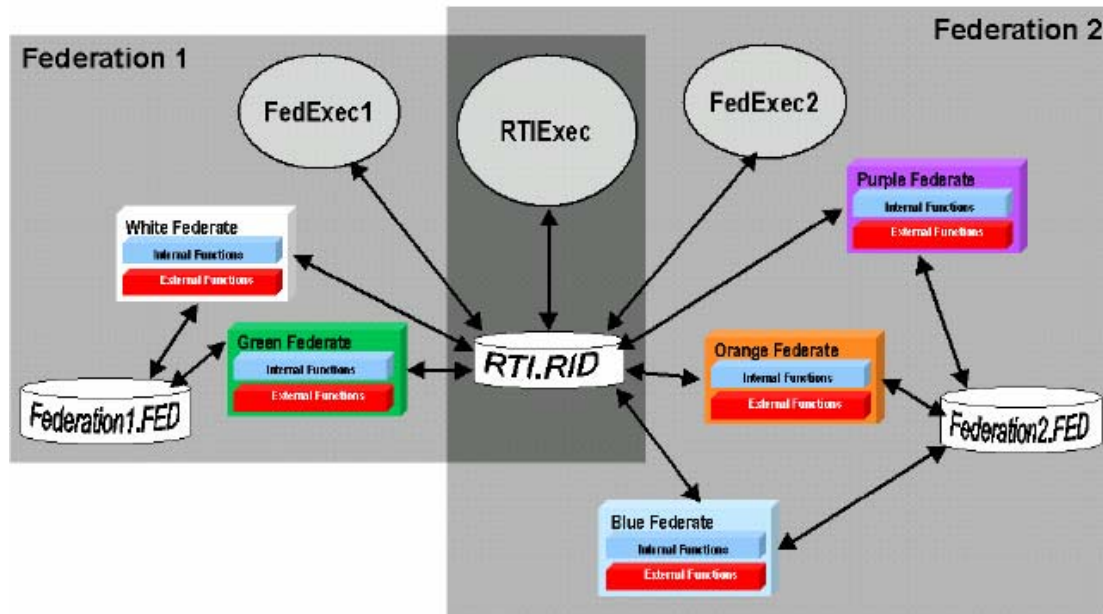 Federation 1
Federation 2
FedExec1
RTIExec
FedExec2
Purple Federate
Internal Functions
External Functions
White Federate
Internal Functions
External Functions
Green Federate
Internal Functions
External Functions
RTI.RID
Orange Federate
Internal Functions
External Functions
Federation1.FED
Federation2.FED
Blue Federate
Internal Functions
External Functions